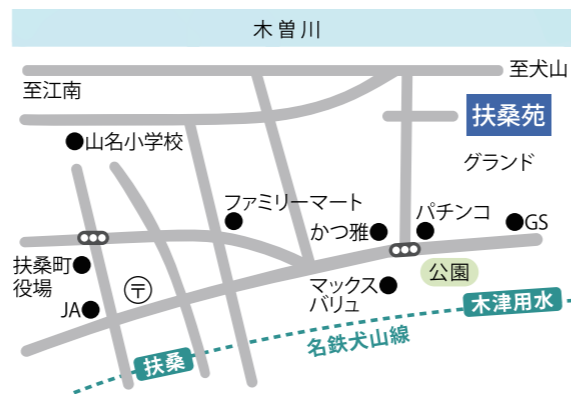 木曽川
至犬山
至江南
扶桑苑
山名小学校
グランド
ファミリーマート
パチンコ
かつ雅
GS
扶桑町
役場
〒
公園
マックス
バリュ
JA
木津用水
名鉄犬山線
扶桑